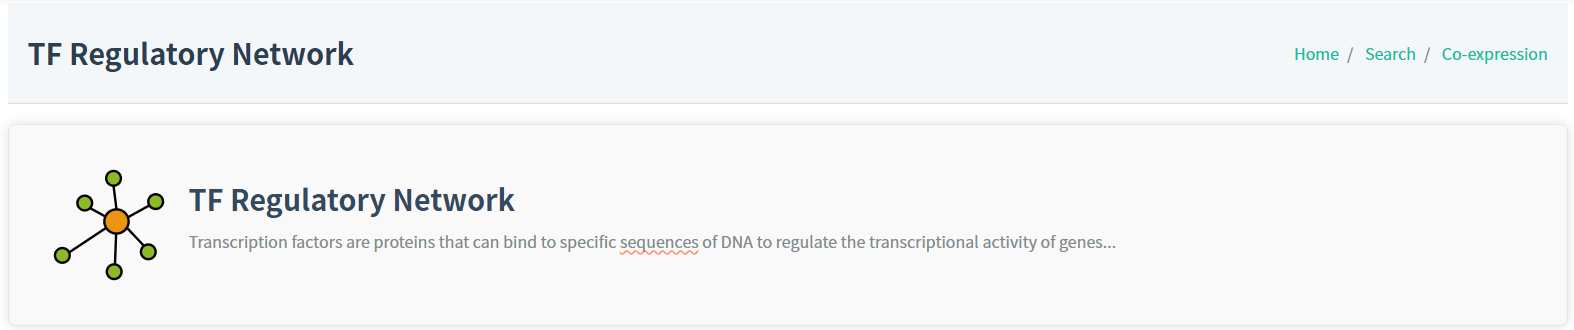 TF Regulatory Network
Home / Search / Co-expression
TF Regulatory Network
Transcription factors are proteins that can bind to specific sequences of DNA to regulate the transcriptional activity of genes...